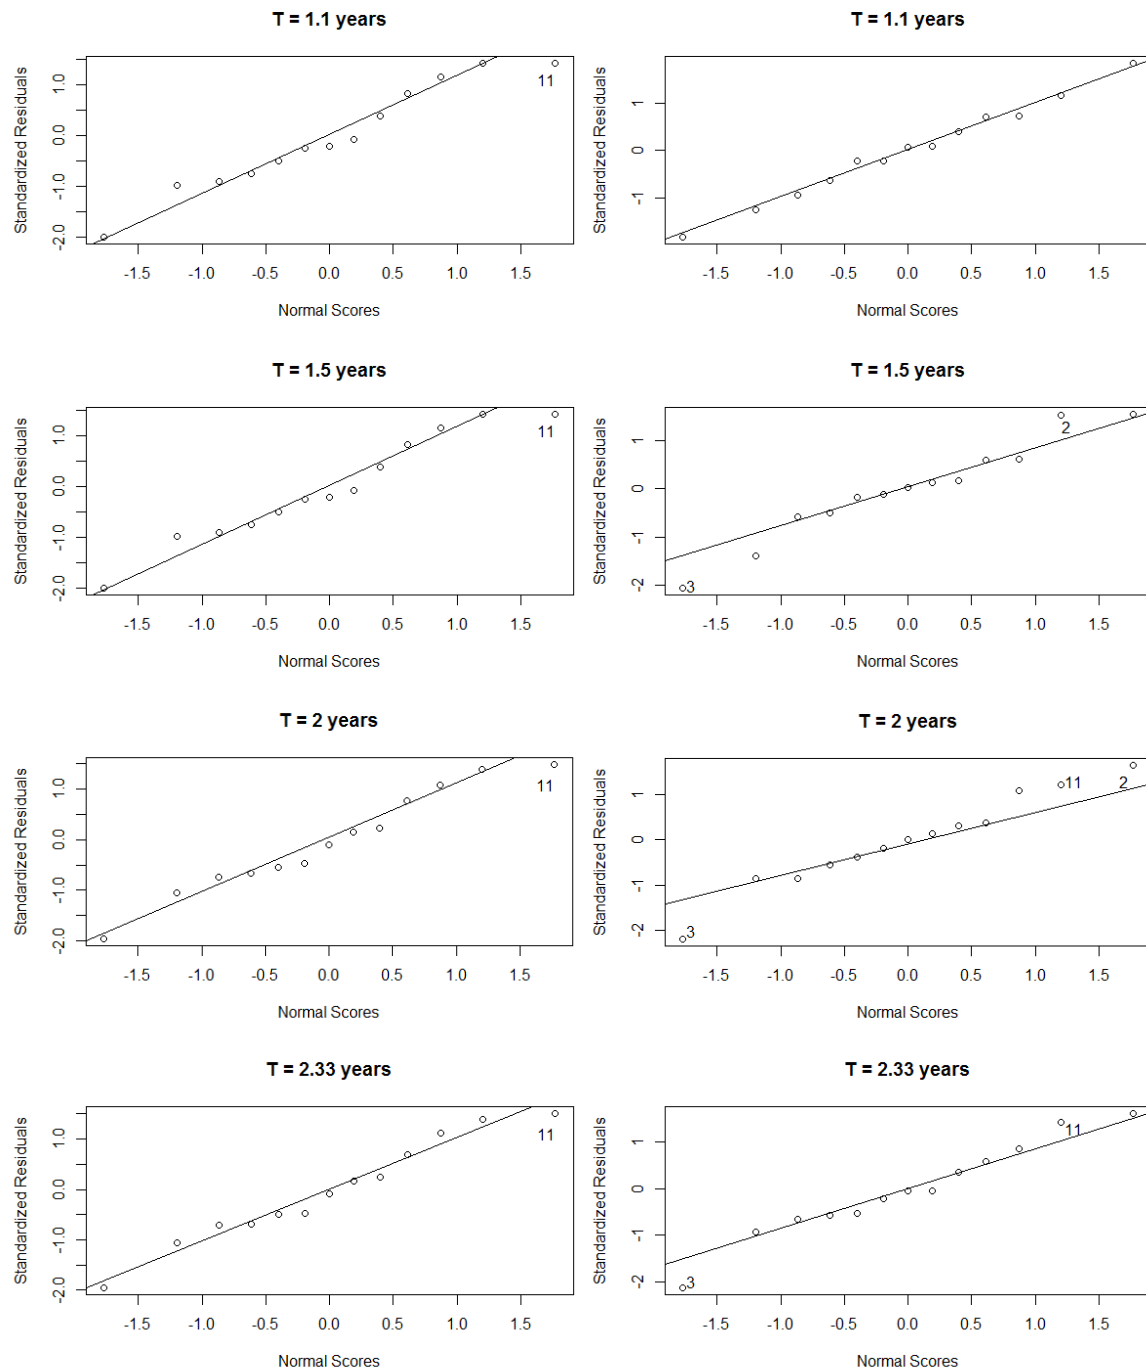 T = 1.1 years
Standardized Residuals
1.0
0.0
-1.0
-2.0
11
-1.5 -1.0 -0.5 0.0 0.5 1.0 1.5
Normal Scores
T = 1.1 years
Standardized Residuals
1
0
-1
-1.5 -1.0 -0.5 0.0 0.5 1.0 1.5
Normal Scores
T = 1.5 years
Standardized Residuals
1.0
0.0
-1.0
-2.0
11
-1.5 -1.0 -0.5 0.0 0.5 1.0 1.5
Normal Scores
T = 1.5 years
Standardized Residuals
1
0
-1
-2
2
3
-1.5 -1.0 -0.5 0.0 0.5 1.0 1.5
Normal Scores
T = 2 years
Standardized Residuals
1.0
0.0
-1.0
-2.0
11
-1.5 -1.0 -0.5 0.0 0.5 1.0 1.5
Normal Scores
T = 2 years
Standardized Residuals
1
0
-1
-2
11 2
3
-1.5 -1.0 -0.5 0.0 0.5 1.0 1.5
Normal Scores
T = 2.33 years
Standardized Residuals
1.0
0.0
-1.0
-2.0
11
-1.5 -1.0 -0.5 0.0 0.5 1.0 1.5
Normal Scores
T = 2.33 years
Standardized Residuals
1
0
-1
-2
11
3
-1.5 -1.0 -0.5 0.0 0.5 1.0 1.5
Normal Scores